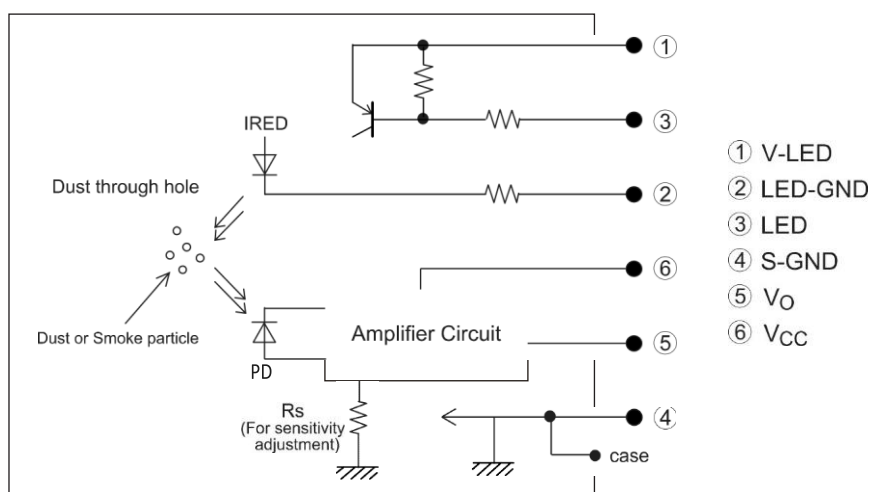 ①
③
IRED
Dust through hole
②
⑥
Dust or Smoke particle
Amplifier Circuit
⑤
PD
Rs
(For sensitivity
adjustment)
④
case
① V-LED
② LED-GND
③ LED
④ S-GND
⑤ VO
⑥ VCC